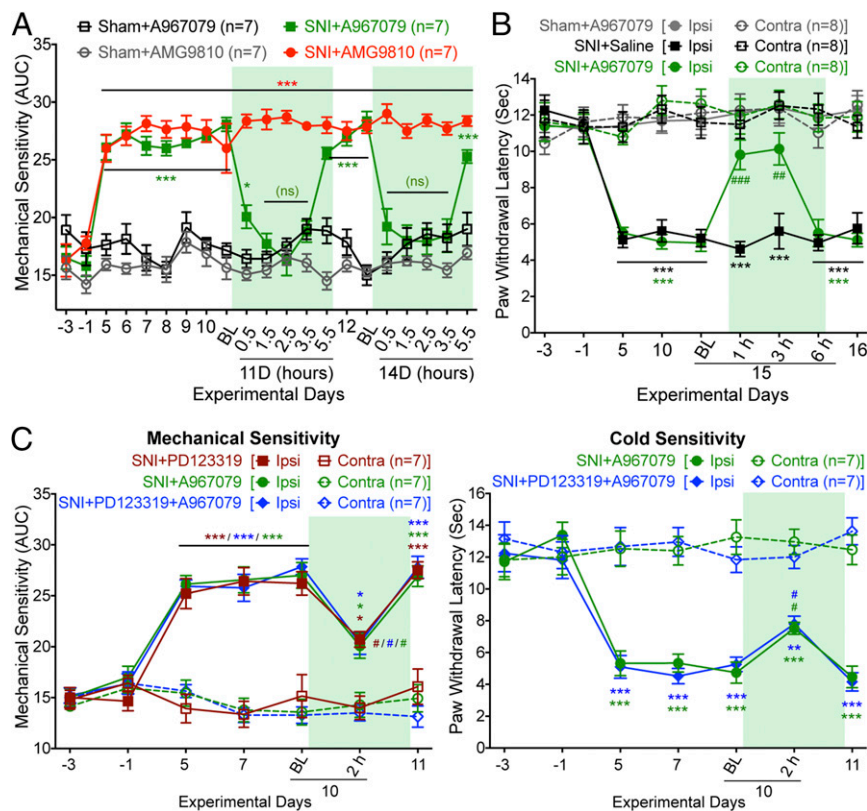 A
Sham+A967079 (n=7) SNI+A967079 (n=7)
Sham+AMG9810 (n=7) SNI+AMG9810 (n=7)
Mechanical Sensitivity (AUC)
35
30
25
20
15
***
***
*
(ns)
***
(ns)
***
-3 -1 5 6 7 8 9 10 BL 0.5 1.5 2.5 3.5 5.5 12 BL 0.5 1.5 2.5 3.5 5.5
11D (hours) 14D (hours)
Experimental Days
B
Sham+A967079 [ Ipsi Contra (n=8)]
SNI+Saline [ Ipsi Contra (n=8)]
SNI+A967079 [ Ipsi Contra (n=8)]
Paw Withdrawal Latency (Sec)
16
14
12
10
8
6
4
2
0
### ##
*** *** *** ***
*** ***
-3 -1 5 10 BL 1 h 3 h 6 h 16
15
Experimental Days
C
Mechanical Sensitivity
SNI+PD123319 [ Ipsi Contra (n=7)]
SNI+A967079 [ Ipsi Contra (n=7)]
SNI+PD123319+A967079 [ Ipsi Contra (n=7)]
Mechanical Sensitivity (AUC)
35
30
25
20
15
10
***/***/***
*
*
*
#/#/#
***
***
***
-3 -1 5 7 BL 2 h 11
10
Experimental Days
Cold Sensitivity
SNI+A967079 [ Ipsi Contra (n=7)]
SNI+PD123319+A967079 [ Ipsi Contra (n=7)]
Paw Withdrawal Latency (Sec)
16
14
12
10
8
6
4
2
0
#
#
**
***
*** *** *** ***
*** *** *** ***
-3 -1 5 7 BL 2 h 11
10
Experimental Days